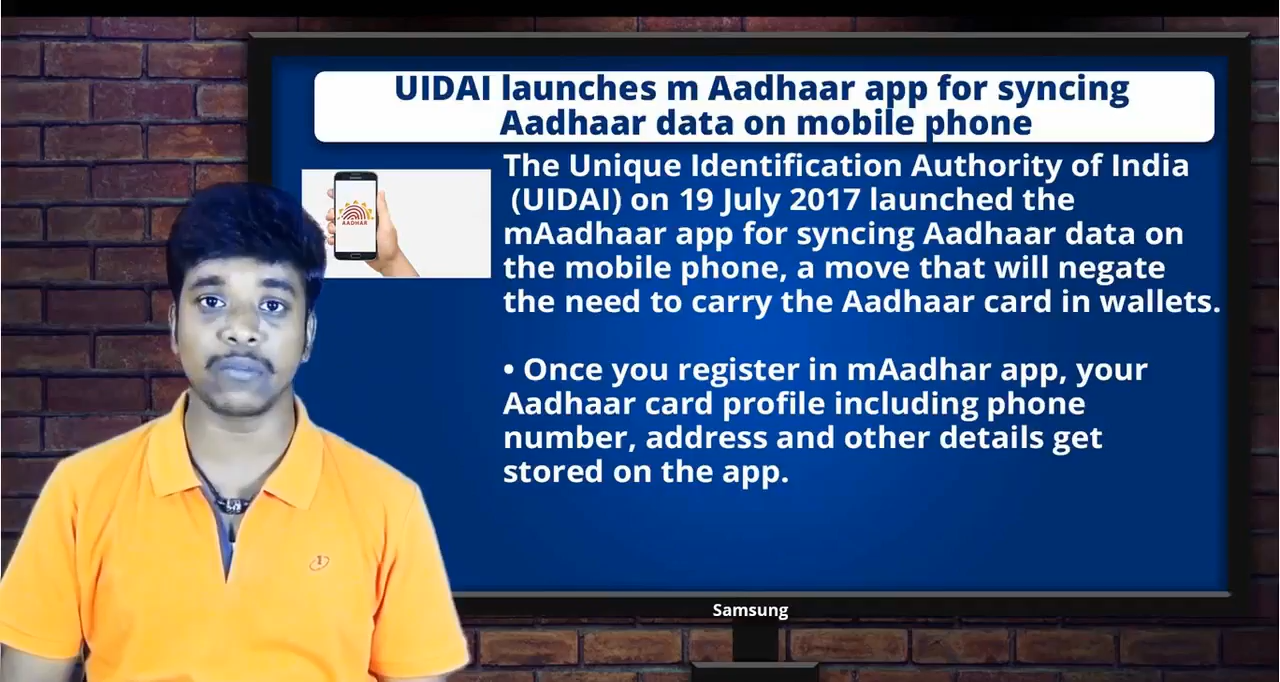 UIDAI launches m Aadhaar app for syncing
Aadhaar data on mobile phone
The Unique Identification Authority of India
(UIDAI) on 19 July 2017 launched the
mAadhaar app for syncing Aadhaar data on
the mobile phone, a move that will negate
the need to carry the Aadhaar card in wallets.
AADHAR
• Once you register in mAadhar app, your
Aadhaar card profile including phone
number, address and other details get
stored on the app.
Samsung